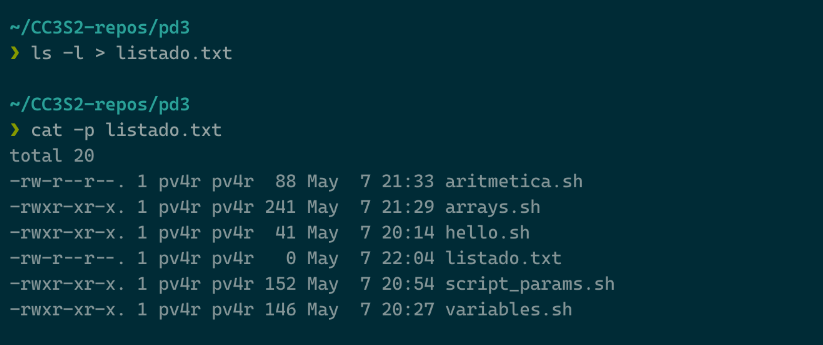 ~/CC3S2-repos/pd3
❯ ls -l > listado.txt
~/CC3S2-repos/pd3
❯ cat -p listado.txt
total 20
-rw-r--r--. 1 pv4r pv4r  88 May  7 21:33 aritmetica.sh
-rwxr-xr-x. 1 pv4r pv4r 241 May  7 21:29 arrays.sh
-rwxr-xr-x. 1 pv4r pv4r  41 May  7 20:14 hello.sh
-rw-r--r--. 1 pv4r pv4r   0 May  7 22:04 listado.txt
-rwxr-xr-x. 1 pv4r pv4r 152 May  7 20:54 script_params.sh
-rwxr-xr-x. 1 pv4r pv4r 146 May  7 20:27 variables.sh